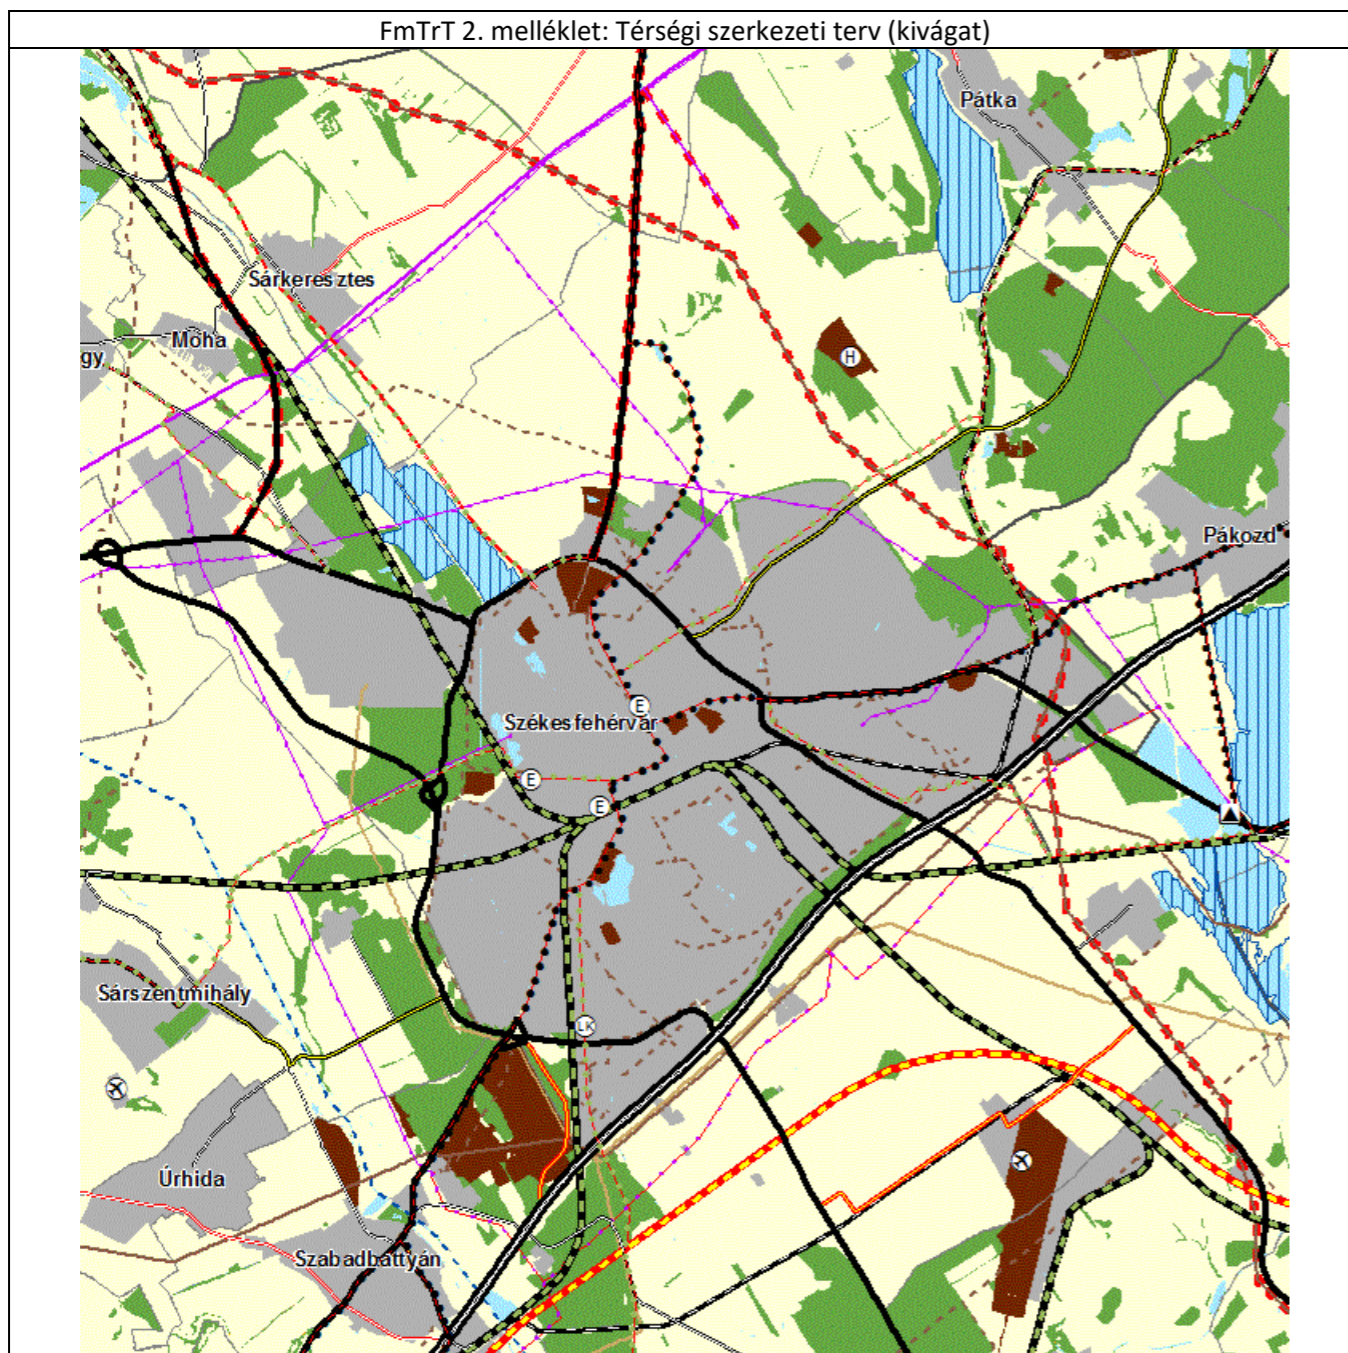 FmTrT 2. melléklet: Térségi szerkezeti terv (kivágat)
Pátka
Sárkeresztes
Moha
gy
H
Pákozd
E
Székesfehérvár
E
E
Sárszentmihály
LK
Úrhida
Szabadbattyán